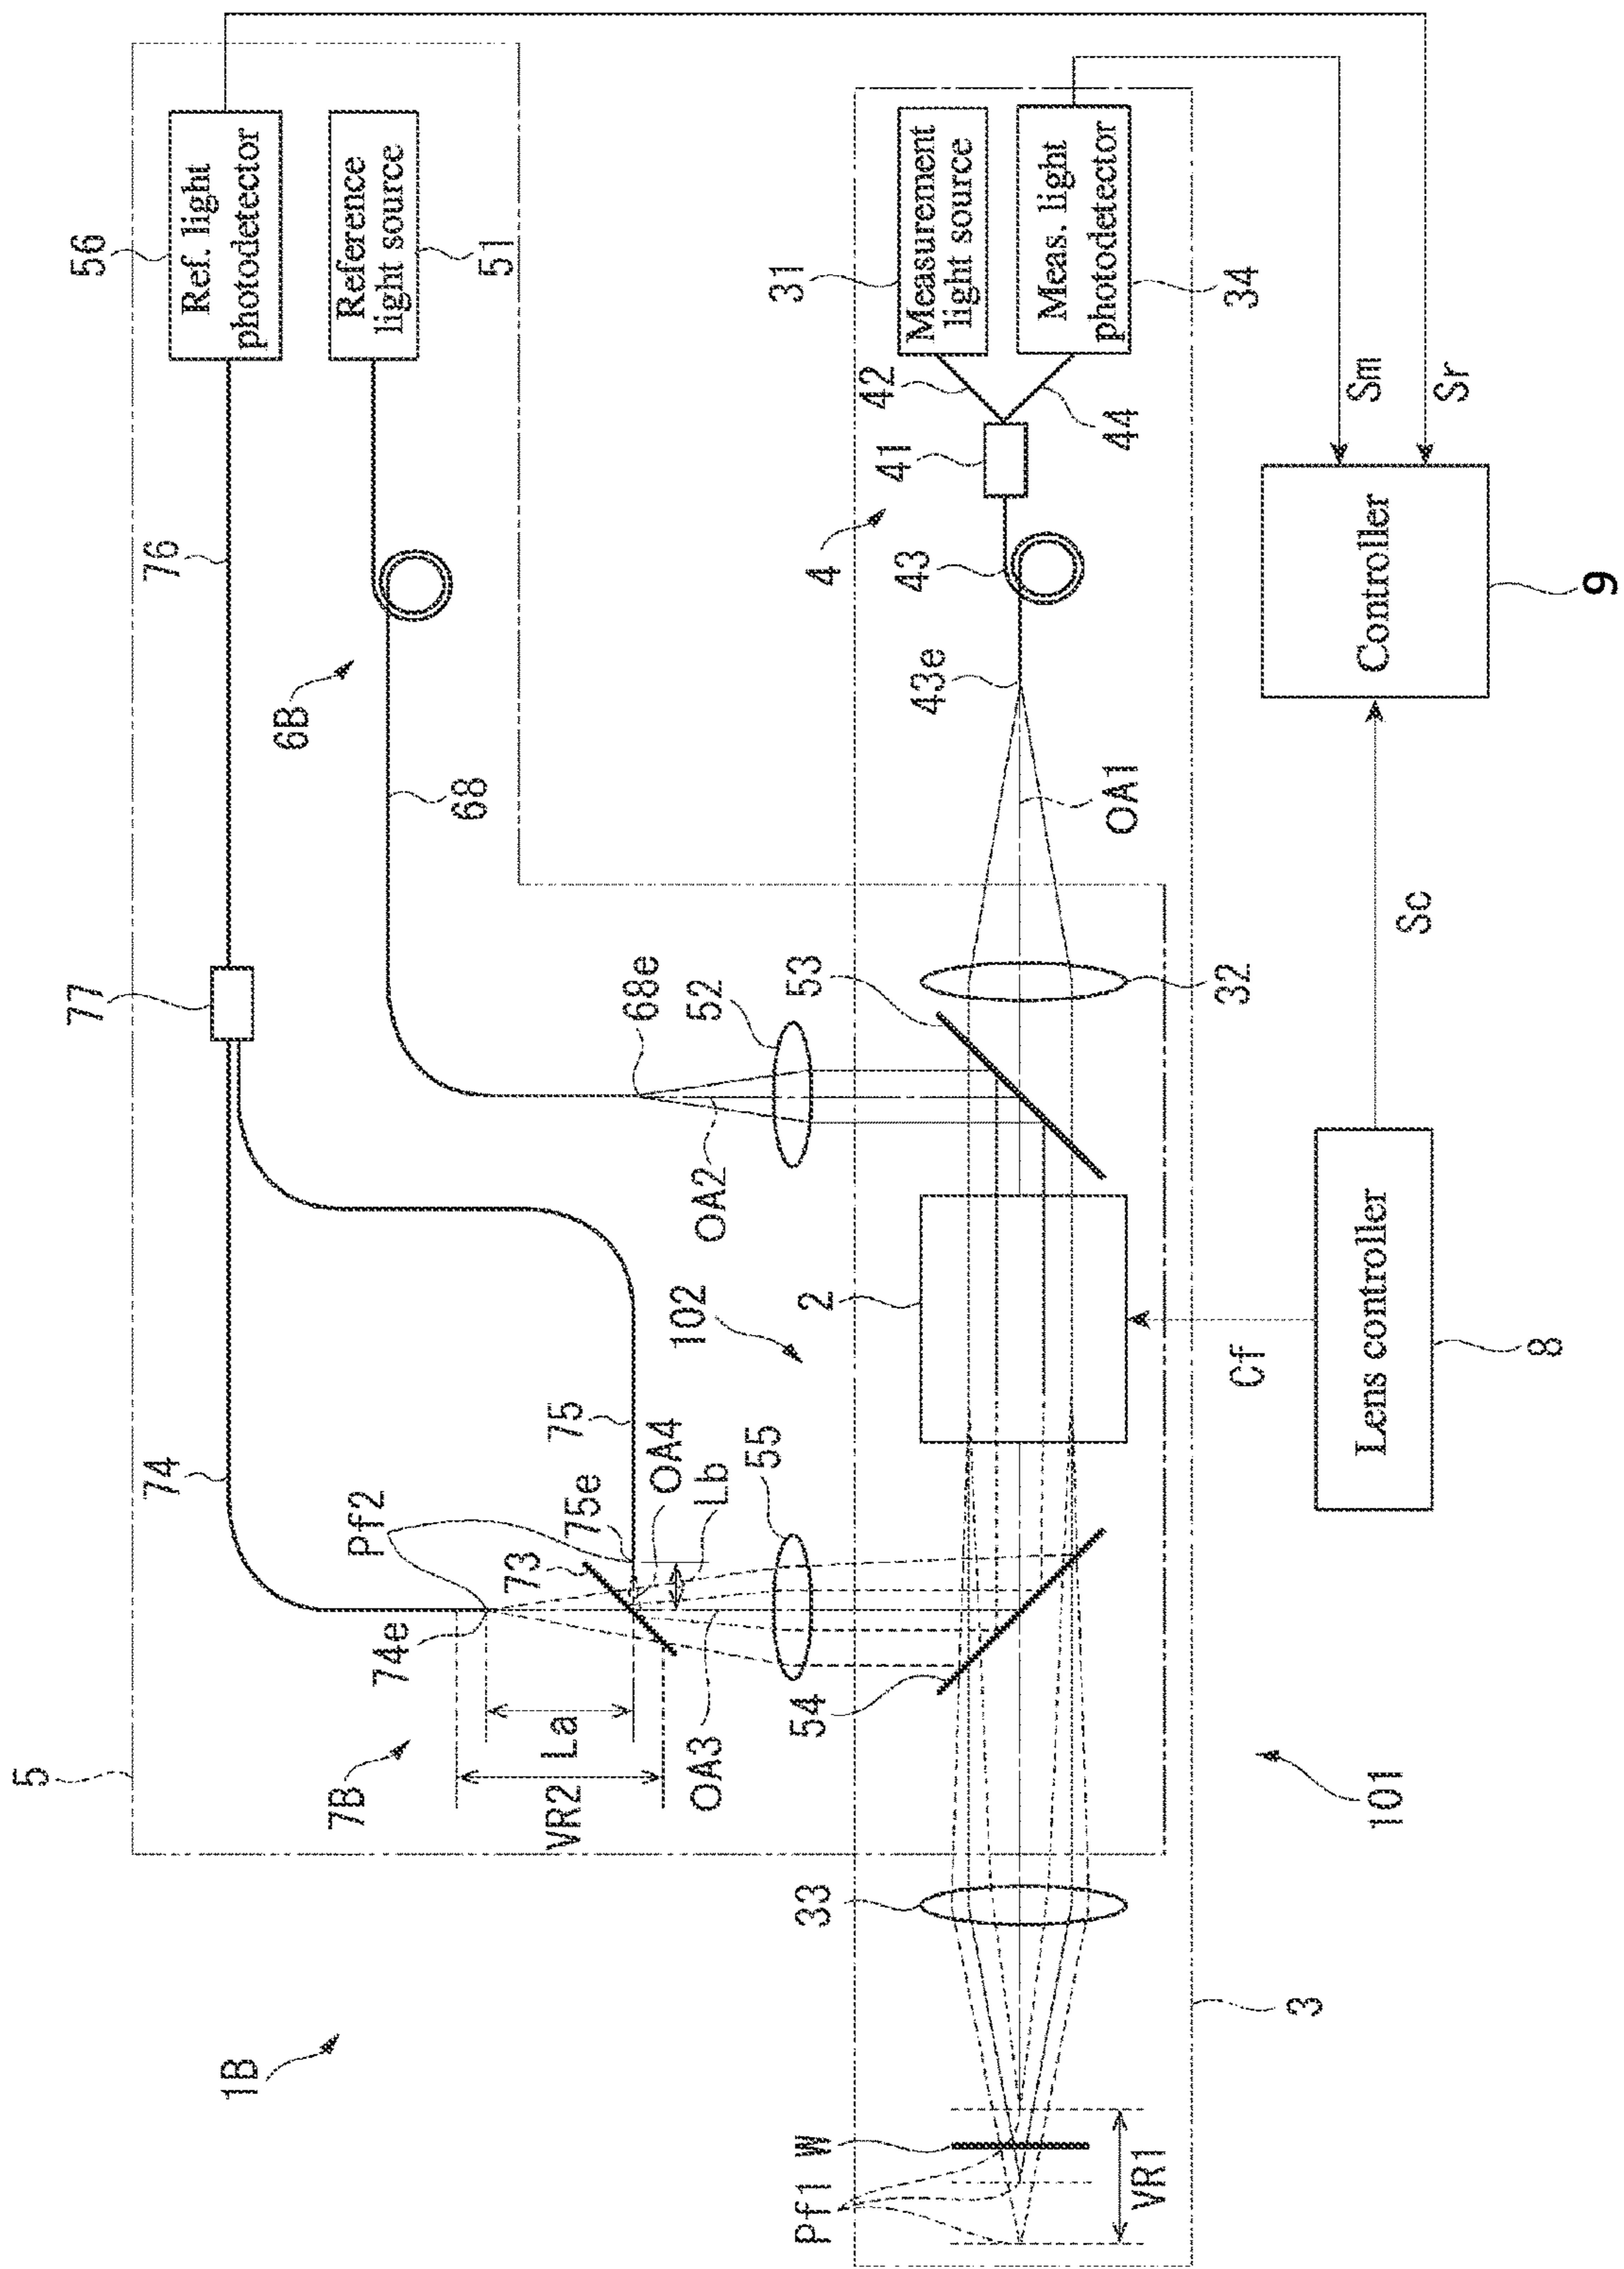 1B
5
56
Ref. light
photodetector
Reference
light source
51
76
6B
68
77
74
Pf2
74e
73
75e
75
OA4
Lb
55
La
VR2
7B
OA3
54
68e
52
OA2
53
102
2
32
31
Measurement
light source
Meas. light
photodetector
34
42
44
41
4
43
43e
OA1
Sm
Sr
Controller
9
Sc
Lens controller
8
Cf
101
33
3
W
Pf1
VR1